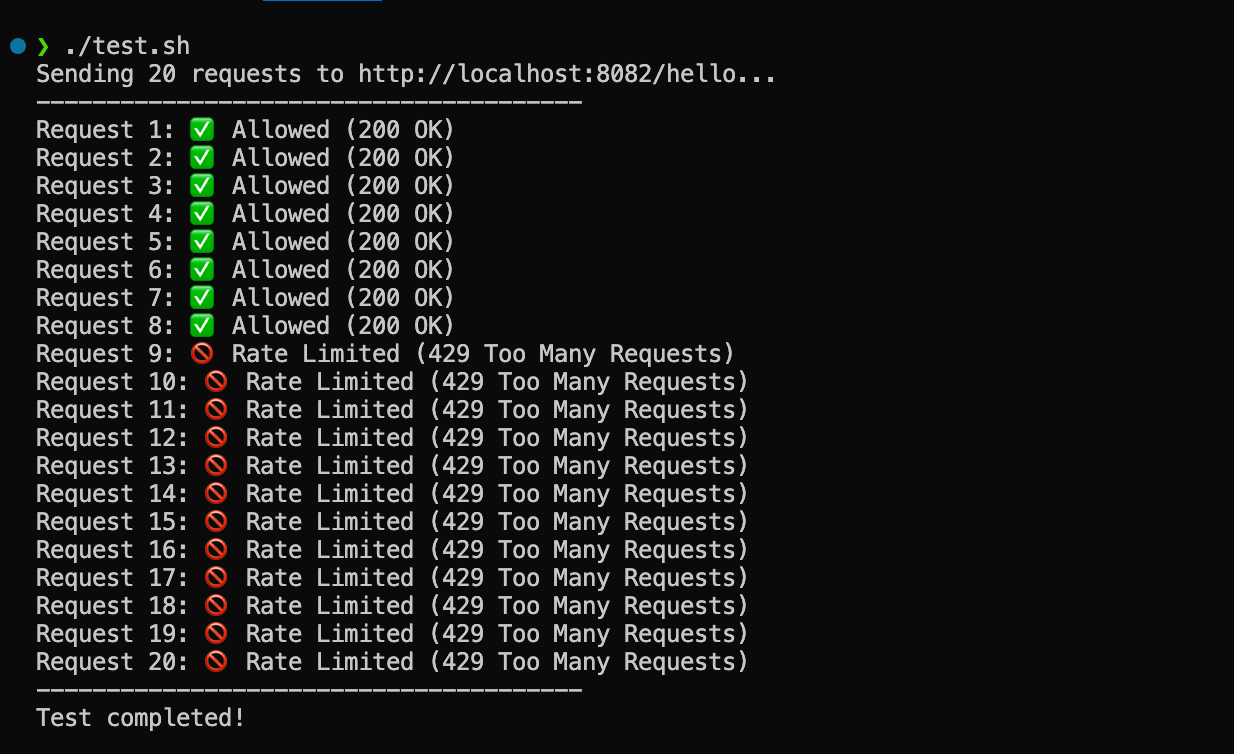 ❯ ./test.sh
Sending 20 requests to http://localhost:8082/hello...
---------------------------------------
Request 1: ✅ Allowed (200 OK)
Request 2: ✅ Allowed (200 OK)
Request 3: ✅ Allowed (200 OK)
Request 4: ✅ Allowed (200 OK)
Request 5: ✅ Allowed (200 OK)
Request 6: ✅ Allowed (200 OK)
Request 7: ✅ Allowed (200 OK)
Request 8: ✅ Allowed (200 OK)
Request 9: 🚫 Rate Limited (429 Too Many Requests)
Request 10: 🚫 Rate Limited (429 Too Many Requests)
Request 11: 🚫 Rate Limited (429 Too Many Requests)
Request 12: 🚫 Rate Limited (429 Too Many Requests)
Request 13: 🚫 Rate Limited (429 Too Many Requests)
Request 14: 🚫 Rate Limited (429 Too Many Requests)
Request 15: 🚫 Rate Limited (429 Too Many Requests)
Request 16: 🚫 Rate Limited (429 Too Many Requests)
Request 17: 🚫 Rate Limited (429 Too Many Requests)
Request 18: 🚫 Rate Limited (429 Too Many Requests)
Request 19: 🚫 Rate Limited (429 Too Many Requests)
Request 20: 🚫 Rate Limited (429 Too Many Requests)
---------------------------------------
Test completed!